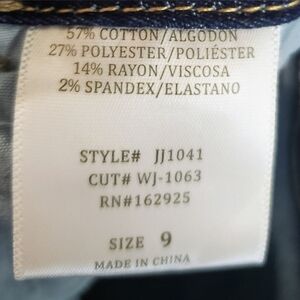 57% COTTON/ALGODON
27% POLYESTER/POLIÉSTER
14% RAYON/VISCOSA
2% SPANDEX/ELASTANO
STYLE# JJ1041
CUT# WJ-1063
RN#162925
SIZE 9
MADE IN CHINA